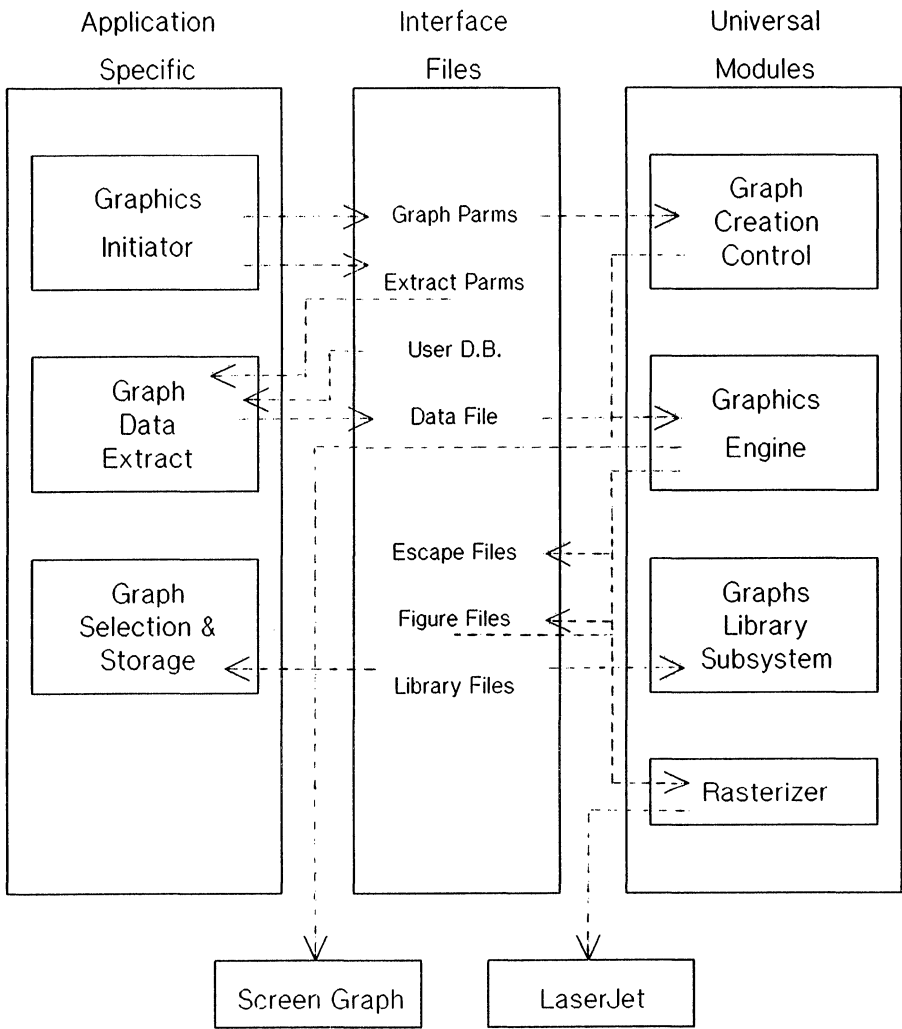 Application
Specific
Interface
Files
Universal
Modules
Graphics
Initiator
Graph
Data
Extract
Graph
Selection &
Storage
Graph Parms
Extract Parms
User D.B.
Data File
Escape Files
Figure Files
Library Files
Graph
Creation
Control
Graphics
Engine
Graphs
Library
Subsystem
Rasterizer
Screen Graph
LaserJet